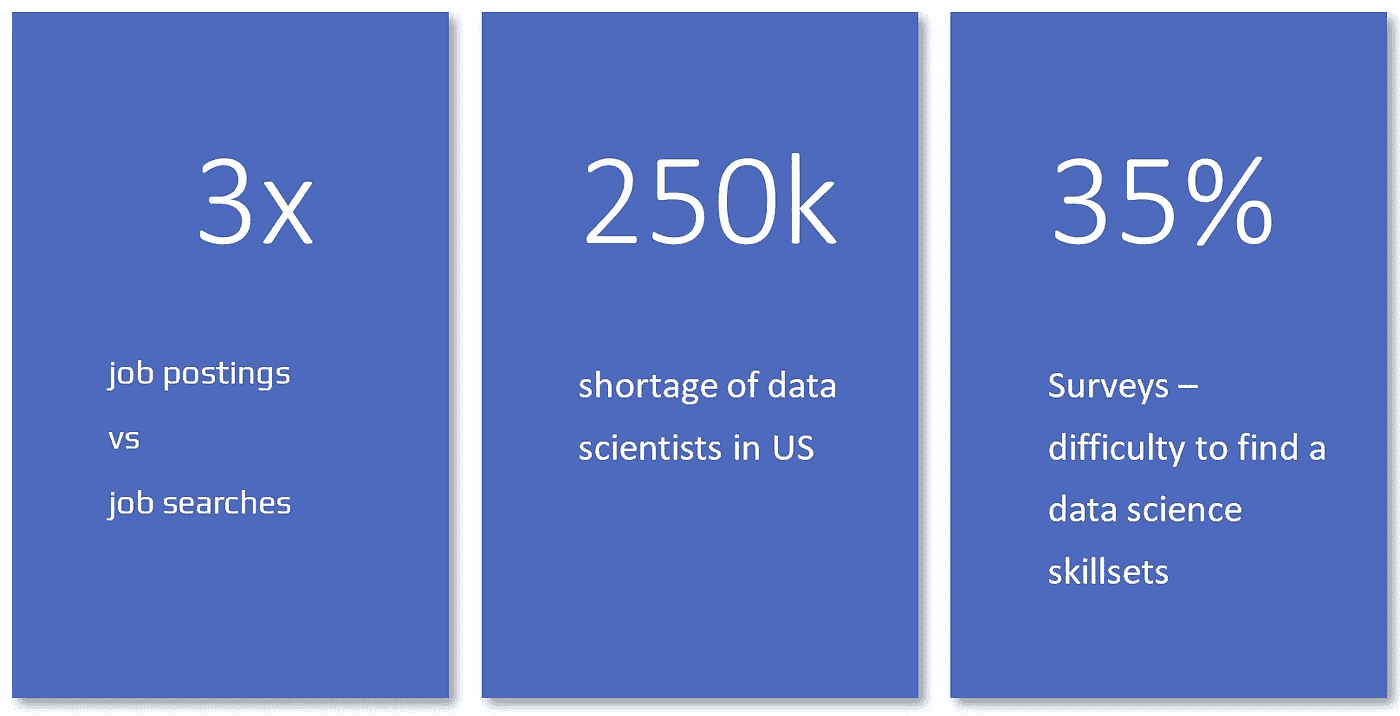 3x
job postings
vs
job searches
250k
shortage of data
scientists in US
35%
Surveys –
difficulty to find a
data science
skillsets